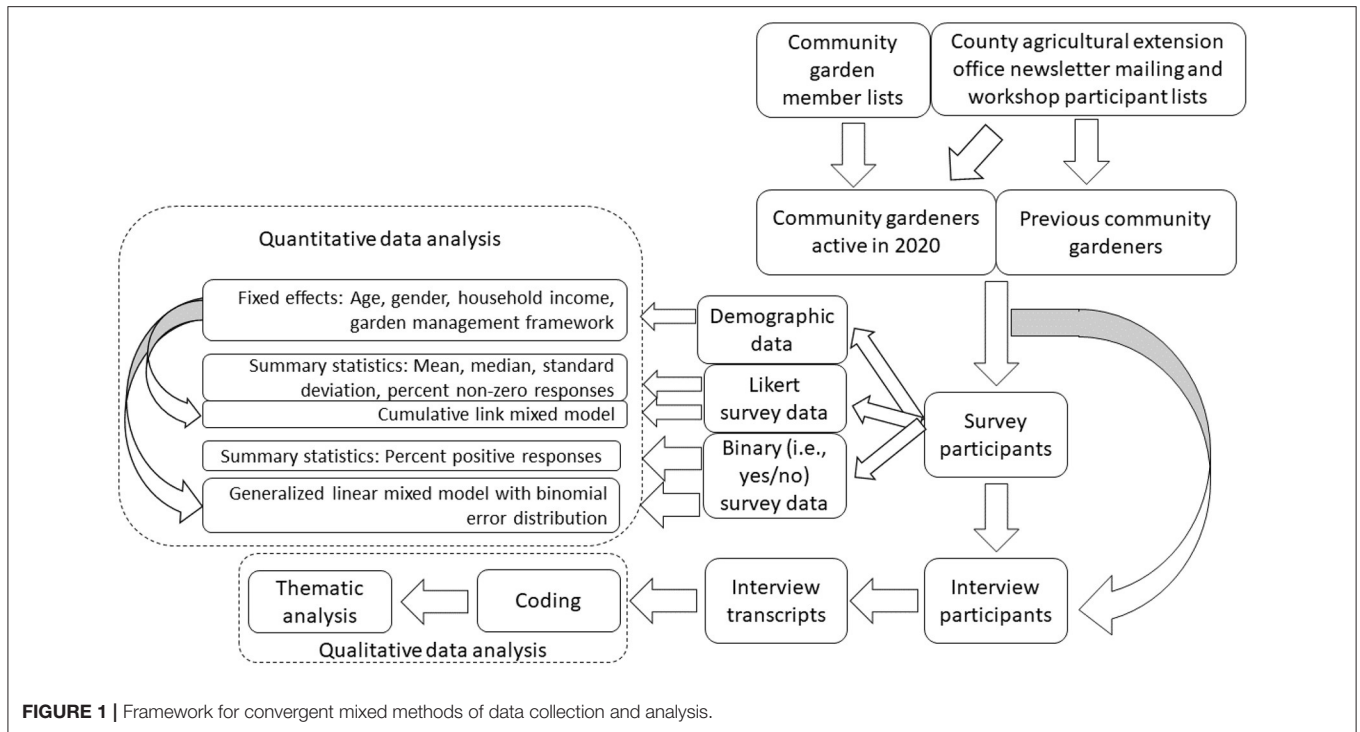 Community
garden
member lists
County agricultural extension
office newsletter mailing and
workshop participant lists
Community gardeners
active in 2020
Previous community
gardeners
Quantitative data analysis
Fixed effects: Age, gender, household income,
garden management framework
Demographic
data
Summary statistics: Mean, median, standard
deviation, percent non-zero responses
Cumulative link mixed model
Likert
survey data
Survey
participants
Summary statistics: Percent positive responses
Generalized linear mixed model with binomial
error distribution
Binary (i.e.,
yes/no)
survey data
Thematic
analysis
Coding
Qualitative data analysis
Interview
transcripts
Interview
participants
FIGURE 1 | Framework for convergent mixed methods of data collection and analysis.